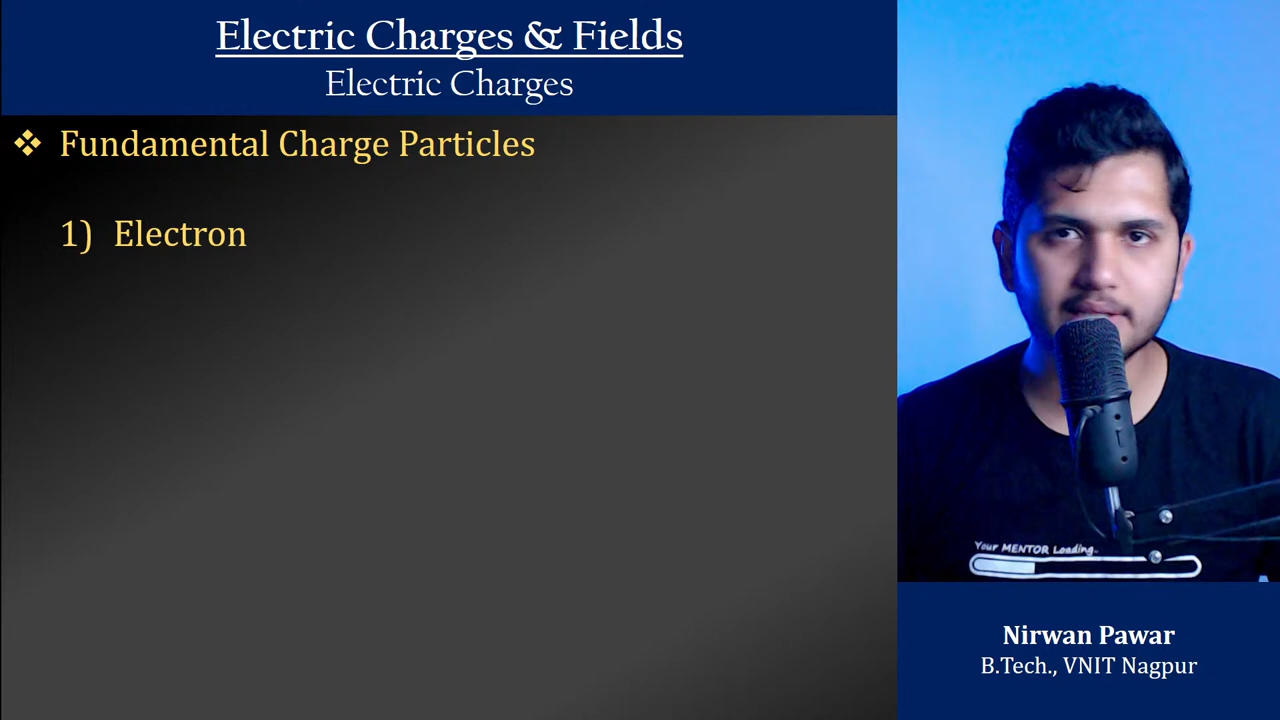 Electric Charges & Fields
Electric Charges
❖ Fundamental Charge Particles
1) Electron
Your MENTOR Loading..
Nirwan Pawar
B.Tech., VNIT Nagpur